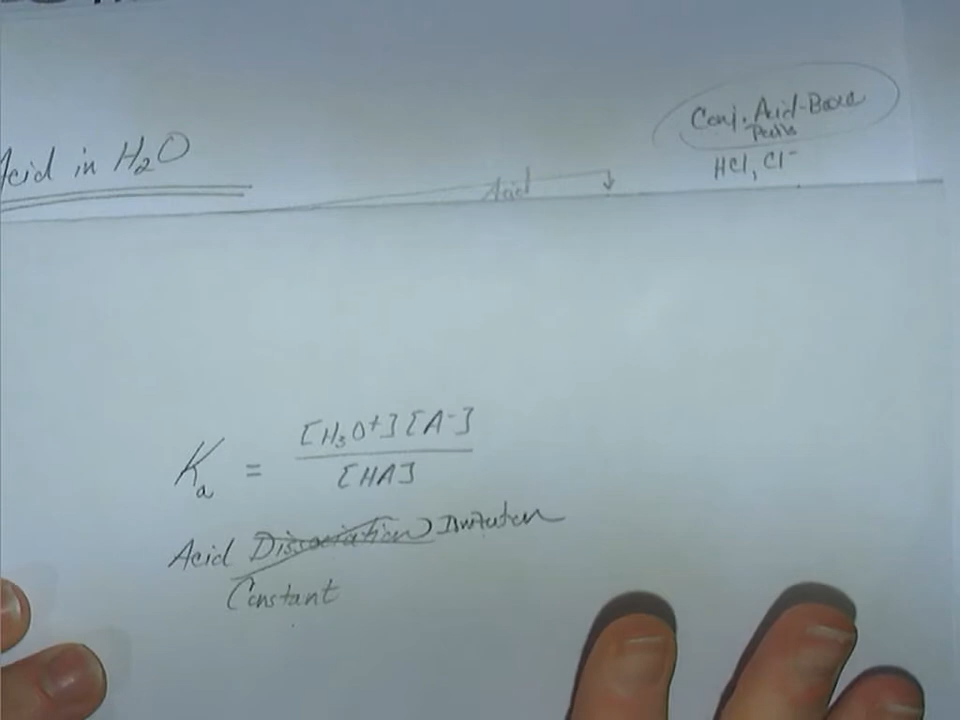 Acid in H₂O
Conj. Acid-Base
Pairs
HCl, Cl⁻
Acid ↓
Kₐ = [H₃O⁺][A⁻] / [HA]
Acid Dissociation Ionization
Constant